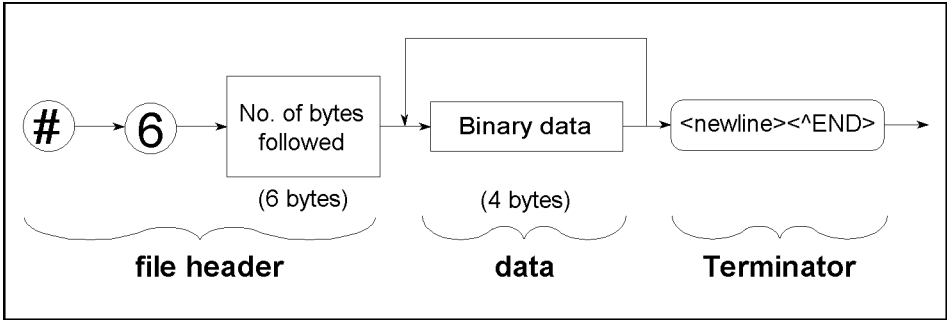 #
6
No. of bytes
followed
Binary data
<newline><^END>
(6 bytes)
(4 bytes)
file header
data
Terminator